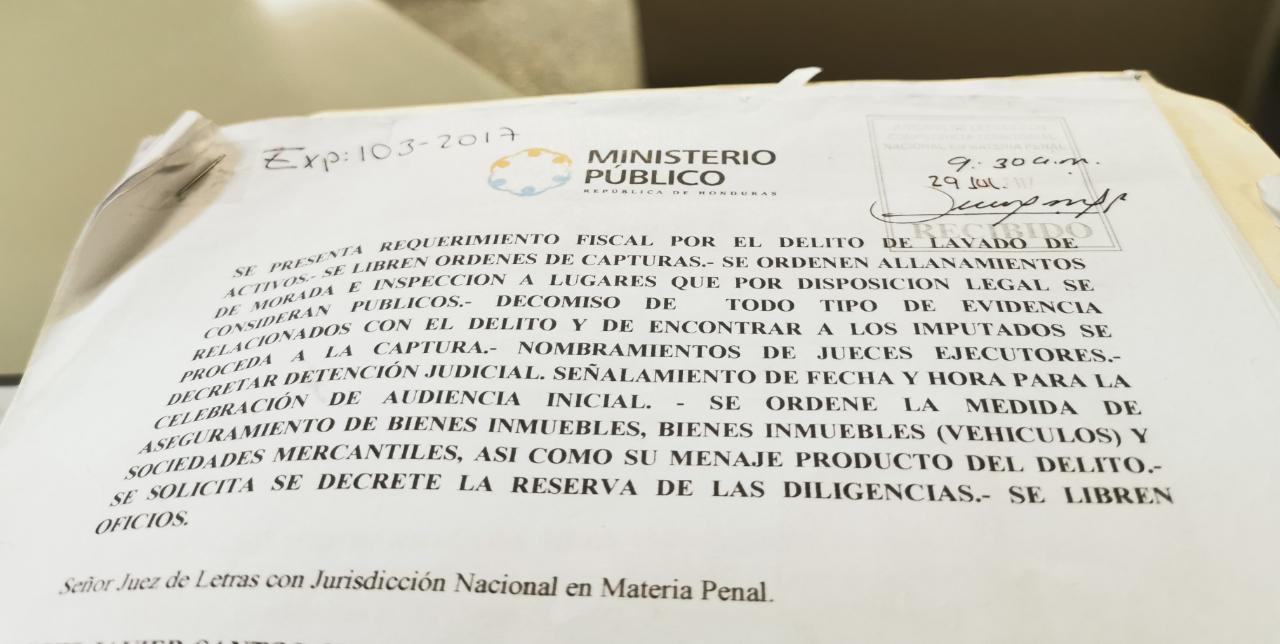 Exp: 103-2017
MINISTERIO
PÚBLICO
REPÚBLICA DE HONDURAS
NACIONAL EN MATERIA PENAL
9:30 a.m.
29 JUL
RECIBIDO
SE PRESENTA REQUERIMIENTO FISCAL POR EL DELITO DE LAVADO DE
ACTIVOS.- SE LIBREN ORDENES DE CAPTURAS.- SE ORDENEN ALLANAMIENTOS
DE MORADA E INSPECCION A LUGARES QUE POR DISPOSICION LEGAL SE
CONSIDERAN PUBLICOS.- DECOMISO DE TODO TIPO DE EVIDENCIA
RELACIONADOS CON EL DELITO Y DE ENCONTRAR A LOS IMPUTADOS SE
PROCEDA A LA CAPTURA.- NOMBRAMIENTOS DE JUECES EJECUTORES.-
DECRETAR DETENCIÓN JUDICIAL. SEÑALAMIENTO DE FECHA Y HORA PARA LA
CELEBRACIÓN DE AUDIENCIA INICIAL. - SE ORDENE LA MEDIDA DE
ASEGURAMIENTO DE BIENES INMUEBLES, BIENES INMUEBLES (VEHICULOS) Y
SOCIEDADES MERCANTILES, ASI COMO SU MENAJE PRODUCTO DEL DELITO.-
SE SOLICITA SE DECRETE LA RESERVA DE LAS DILIGENCIAS.- SE LIBREN
OFICIOS.
Señor Juez de Letras con Jurisdicción Nacional en Materia Penal.